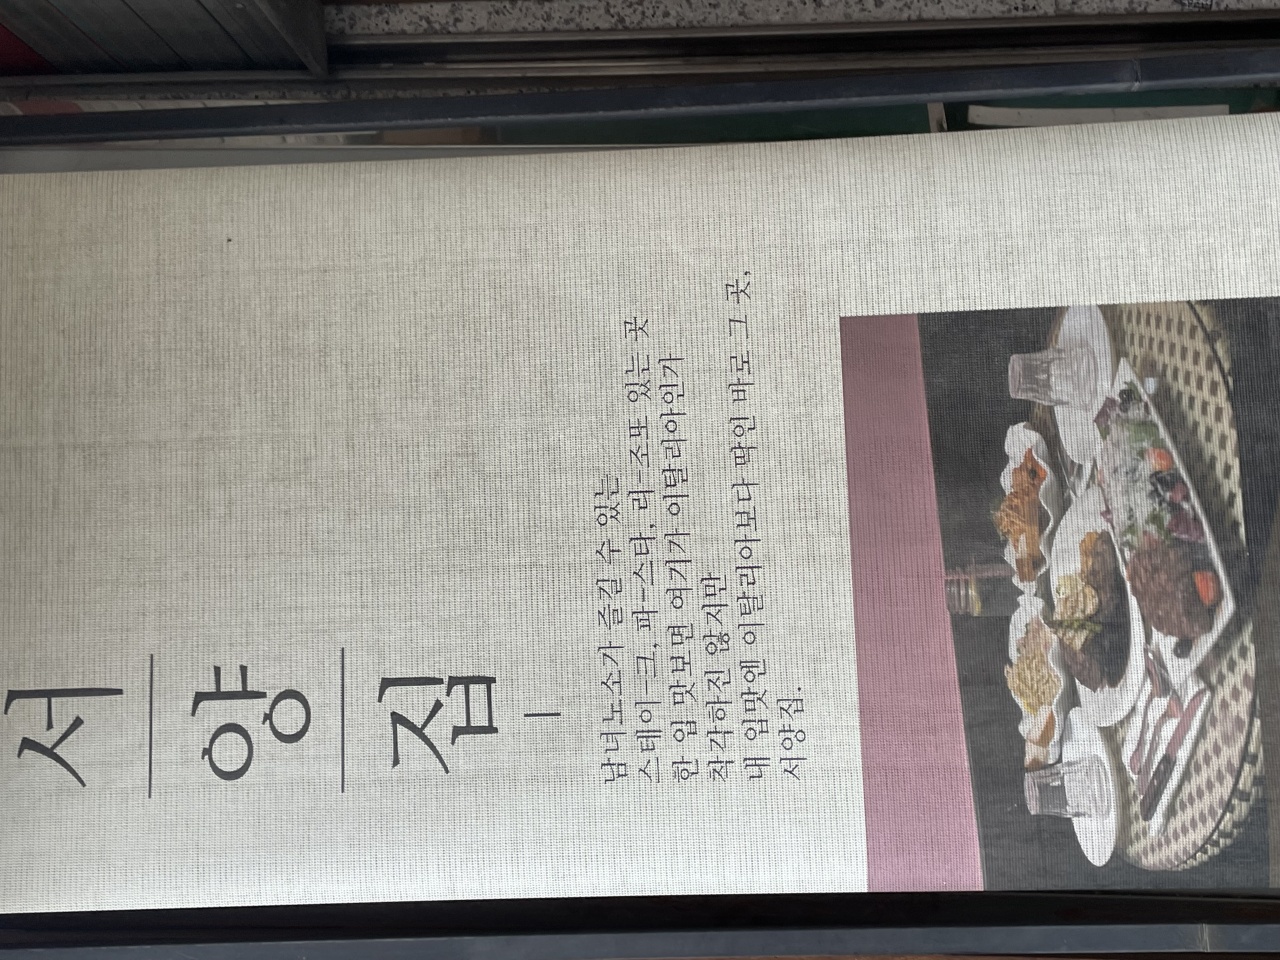 서
양
집
남녀노소가 즐길 수 있는
스테이-크, 파-스타, 리-소또 있는 곳
한 입 맛보면 여기가 이탈리아인가
착각하진 않지만
내 입맛엔 이탈리아보다 딱인 바로 그 곳,
서양집.